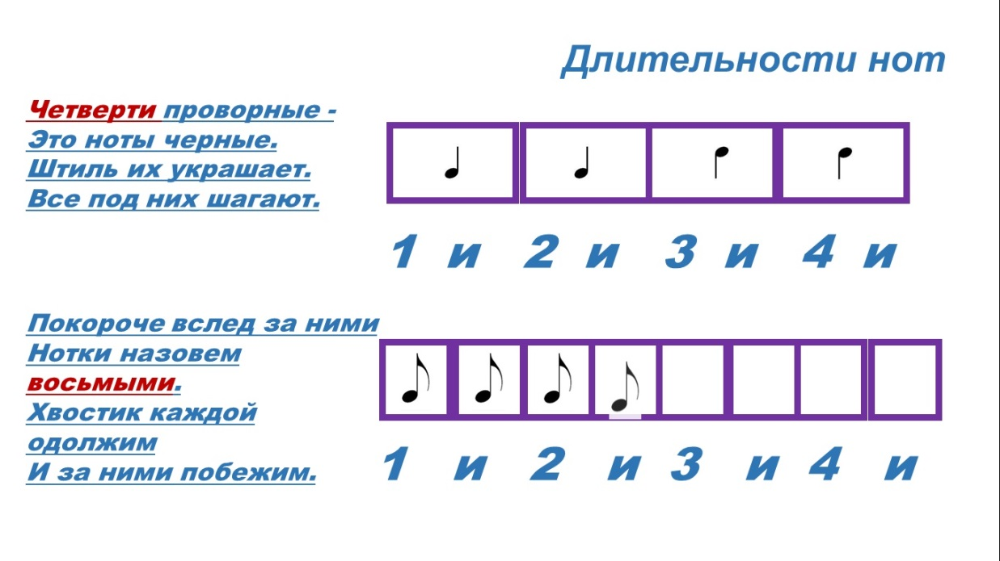 Длительности нот
Четверти проворные -
Это ноты черные.
Штиль их украшает.
Все под них шагают.
1 и 2 и 3 и 4 и
Покороче вслед за ними
Нотки назовем
восьмыми.
Хвостик каждой
одолжим
И за ними побежим.
1 и 2 и 3 и 4 и